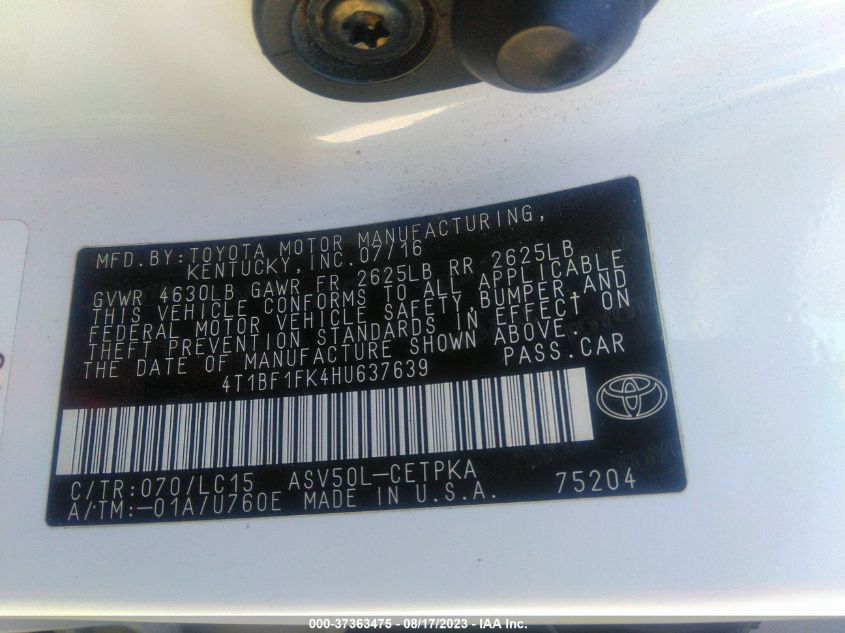 MFD.BY:TOYOTA MOTOR MANUFACTURING,
KENTUCKY,INC.07/16
GVWR 4630LB GAWR FR 2625LB RR 2625LB
THIS VEHICLE CONFORMS TO ALL APPLICABLE
FEDERAL MOTOR VEHICLE SAFETY,BUMPER,AND
THEFT PREVENTION STANDARDS IN EFFECT ON
THE DATE OF MANUFACTURE SHOWN ABOVE.
PASS.CAR
4T1BF1FK4HU637639
C/TR:070/LC15 ASV50L-CETPKA
A/TM:-01A/U760E MADE IN U.S.A. 75204
000-37363475 - 08/17/2023 - IAA Inc.